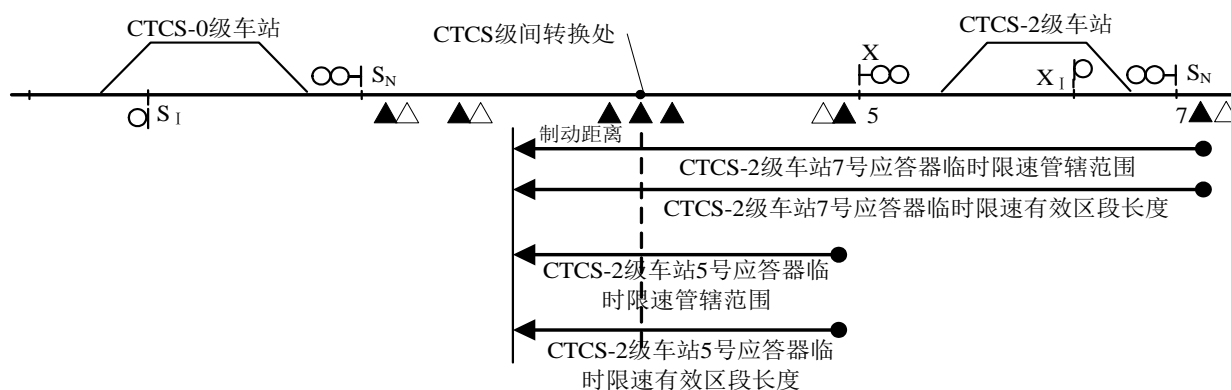 CTCS-0级车站
CTCS级间转换处
CTCS-2级车站
S_N
X
X_I
S_N
S_I
5
7
制动距离
CTCS-2级车站7号应答器临时限速管辖范围
CTCS-2级车站7号应答器临时限速有效区段长度
CTCS-2级车站5号应答器临
时限速管辖范围
CTCS-2级车站5号应答器临
时限速有效区段长度